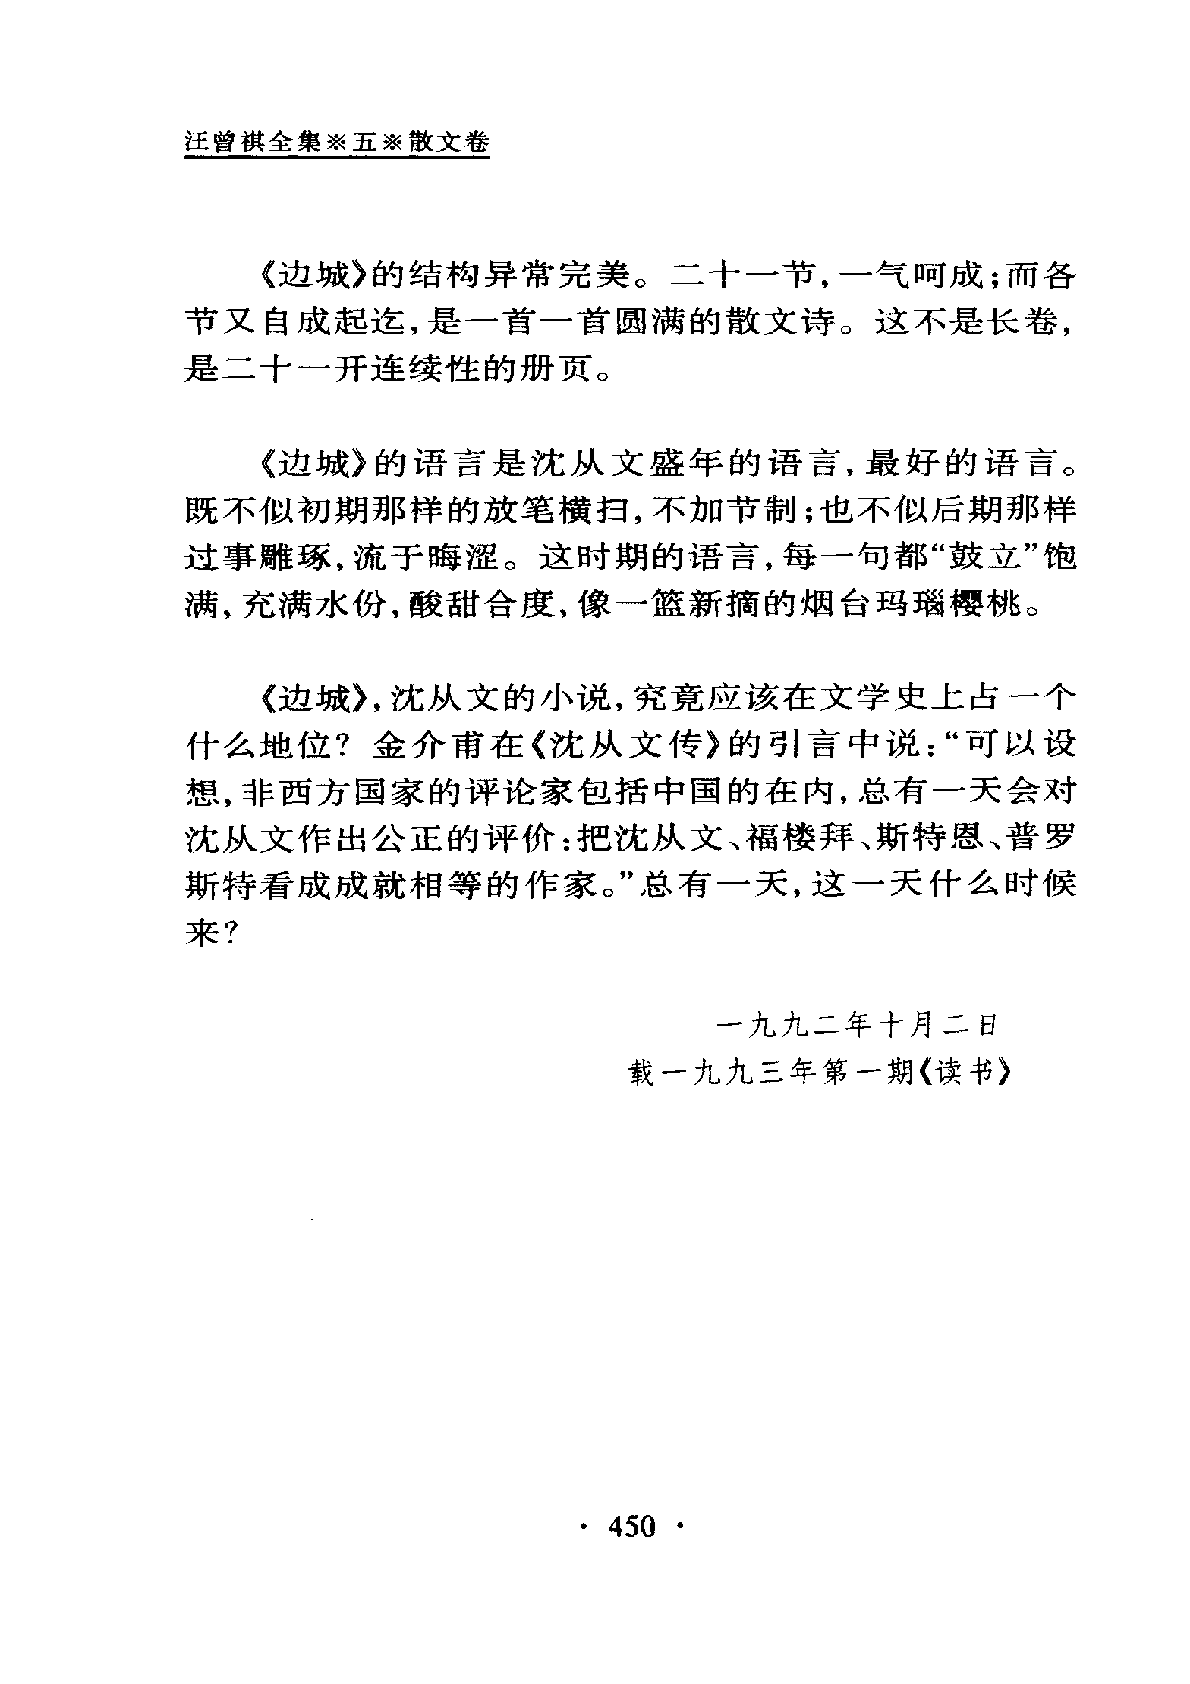 汪曾祺全集※五※散文卷
《边城》的结构异常完美。二十一节，一气呵成；而各
节又自成起讫，是一首一首圆满的散文诗。这不是长卷，
是二十一开连续性的册页。
《边城》的语言是沈从文盛年的语言，最好的语言。
既不似初期那样的放笔横扫，不加节制；也不似后期那样
过事雕琢，流于晦涩。这时期的语言，每一句都“鼓立”饱
满，充满水份，酸甜合度，像一篮新摘的烟台玛瑙樱桃。
《边城》，沈从文的小说，究竟应该在文学史上占一个
什么地位？金介甫在《沈从文传》的引言中说：“可以设
想，非西方国家的评论家包括中国的在内，总有一天会对
沈从文作出公正的评价：把沈从文、福楼拜、斯特恩、普罗
斯特看成成就相等的作家。”总有一天，这一天什么时候
来？
一九九二年十月二日
载一九九三年第一期《读书》
· 450 ·